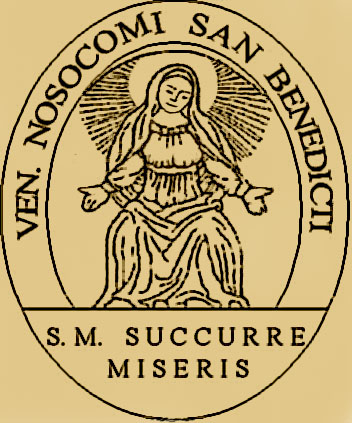 VEN. NOSOCOMI SAN BENEDICTI
S. M. SUCCURRE
MISERIS